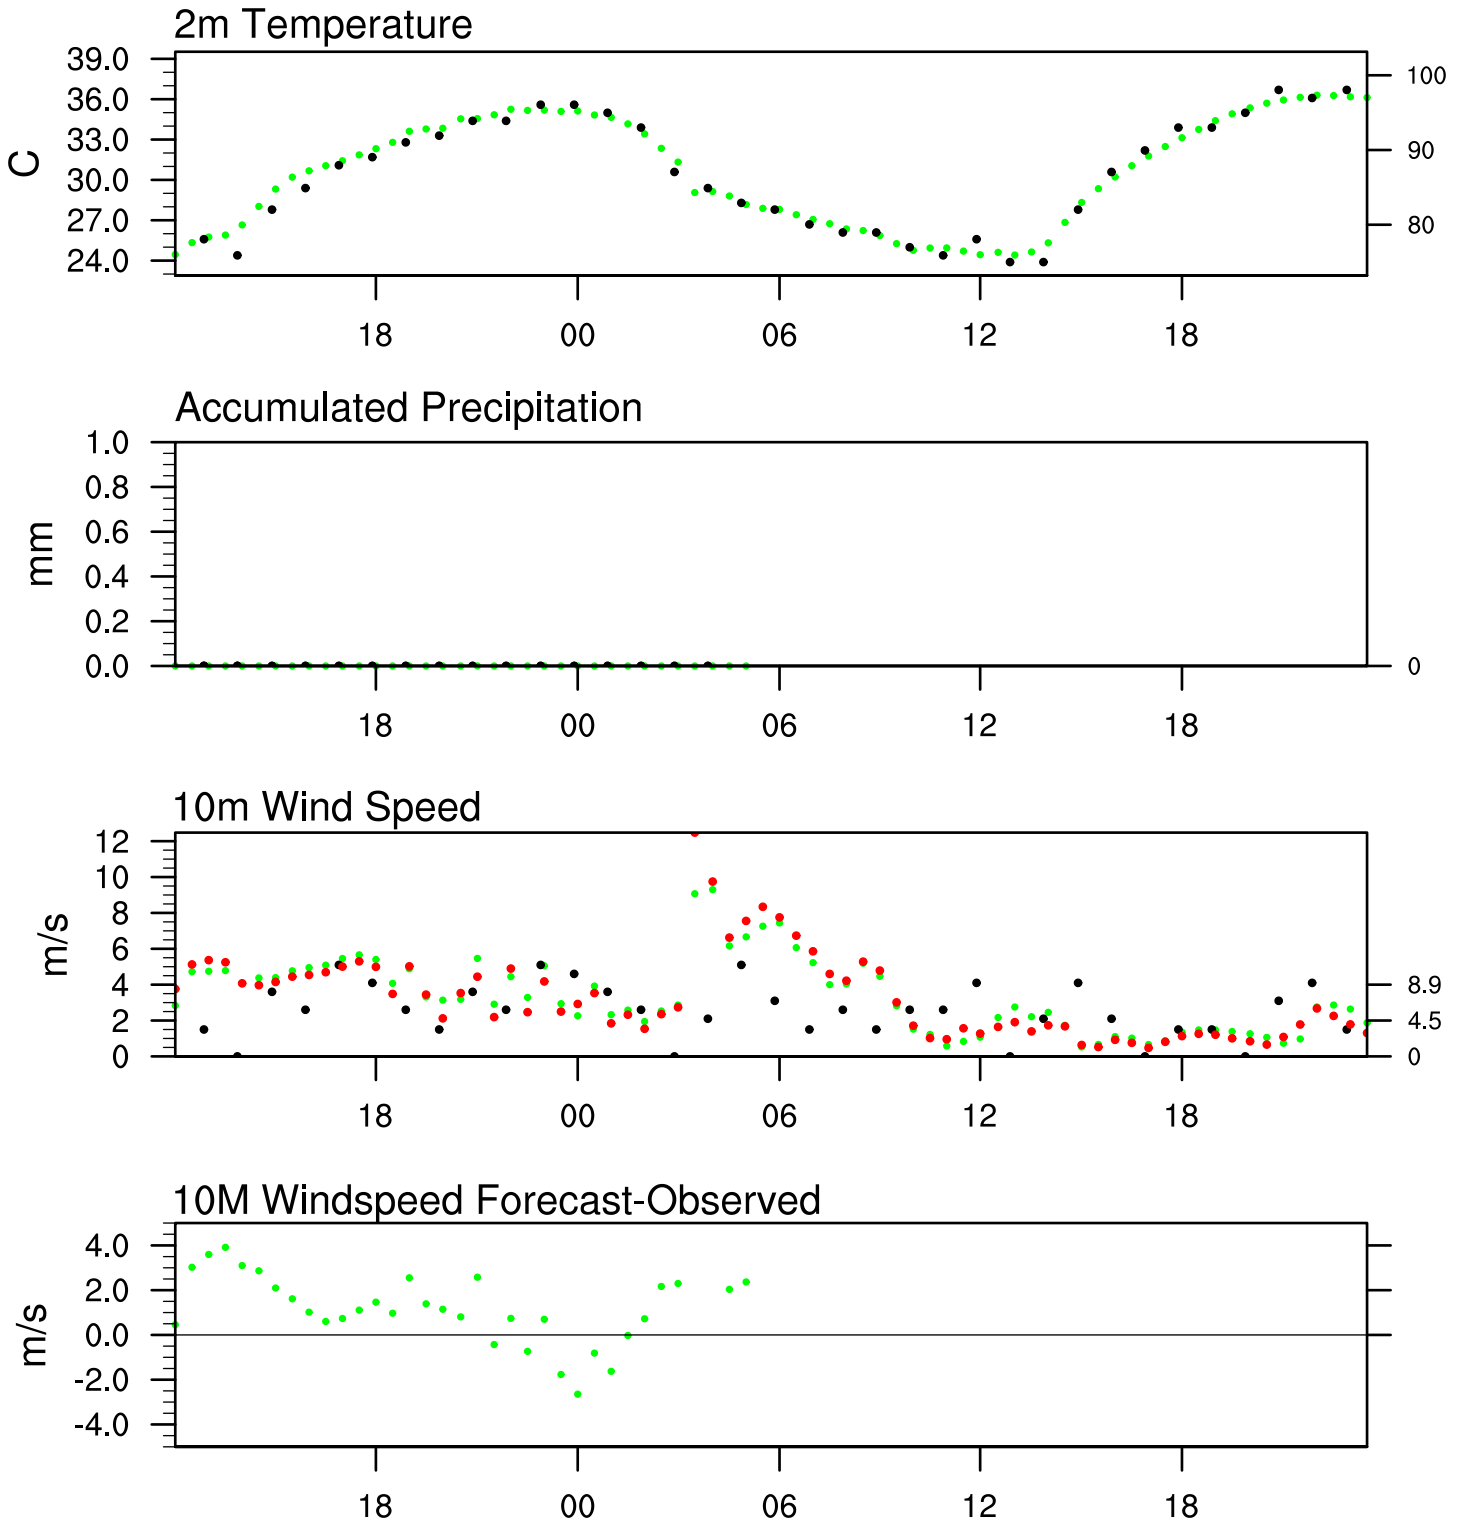 2m Temperature
39.0
36.0
33.0
30.0
27.0
24.0
C
100
90
80
18 00 06 12 18
Accumulated Precipitation
1.0
0.8
0.6
0.4
0.2
0.0
mm
0
18 00 06 12 18
10m Wind Speed
12
10
8
6
4
2
0
m/s
8.9
4.5
0
18 00 06 12 18
10M Windspeed Forecast-Observed
4.0
2.0
0.0
-2.0
-4.0
m/s
18 00 06 12 18